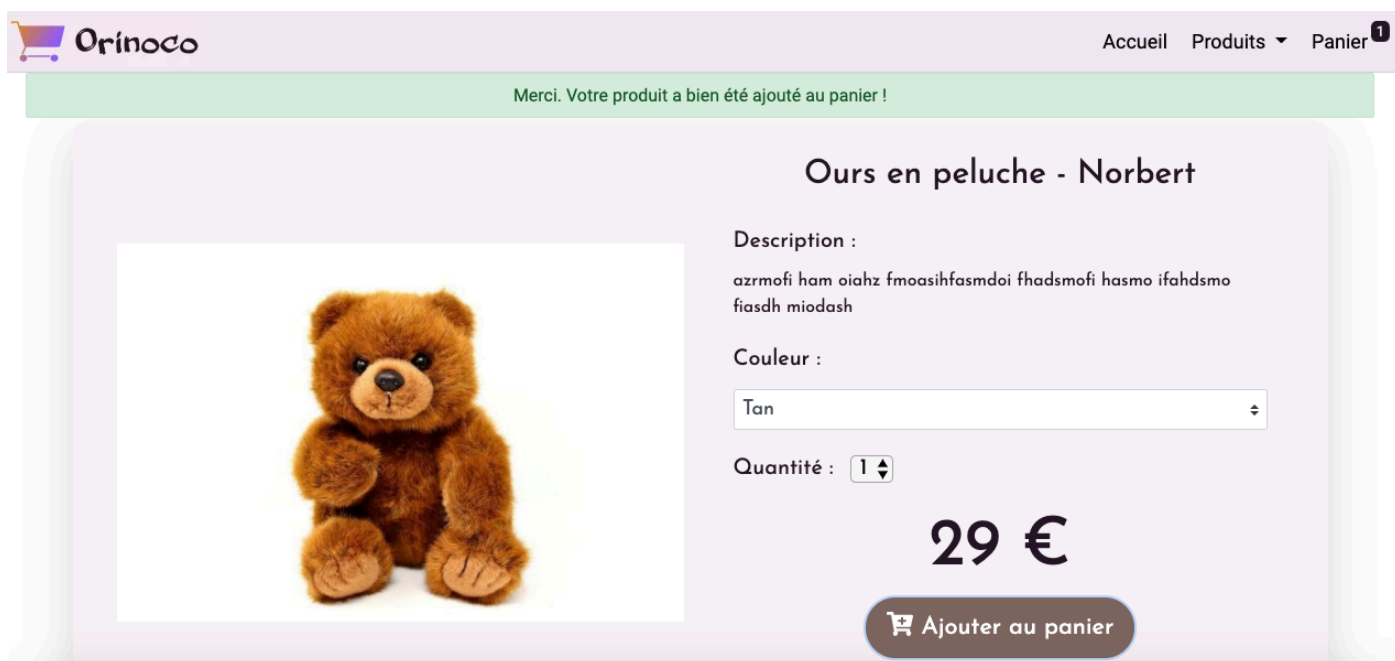 Orinoco
Accueil Produits Panier 1
Merci. Votre produit a bien été ajouté au panier !
Ours en peluche - Norbert
Description :
azrmofi ham oiahz fmoasihfasmdoi fhadsmofi hasmo ifahdsmo
fiasdh miodash
Couleur :
Tan
Quantité : 1
29 €
Ajouter au panier